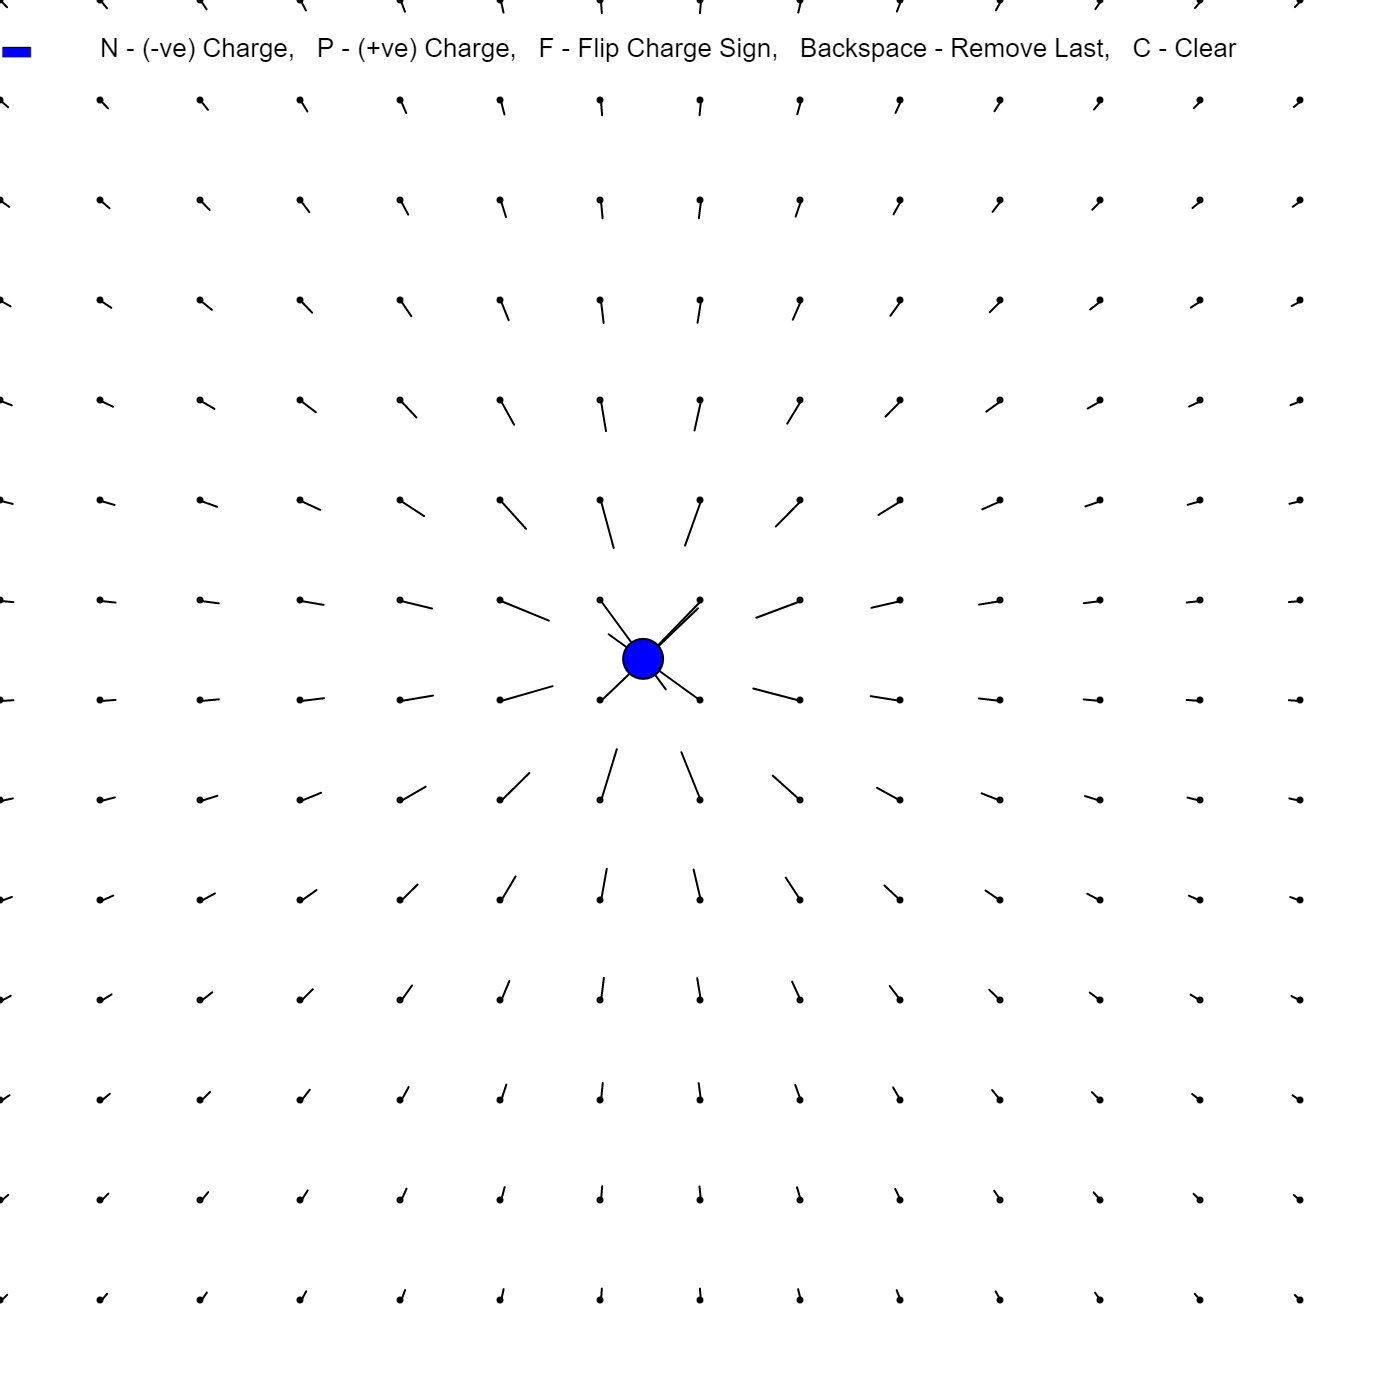 N - (-ve) Charge,   P - (+ve) Charge,   F - Flip Charge Sign,   Backspace - Remove Last,   C - Clear